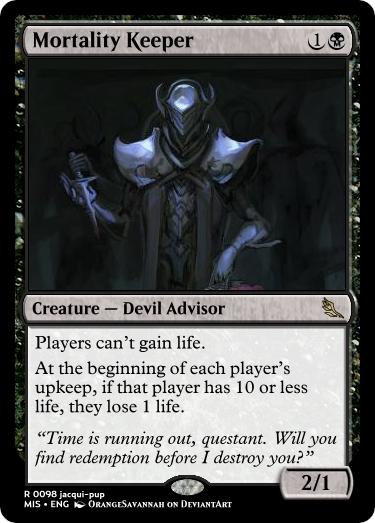 Mortality Keeper 1
Creature — Devil Advisor
Players can't gain life.
At the beginning of each player's
upkeep, if that player has 10 or less
life, they lose 1 life.
“Time is running out, questant. Will you
find redemption before I destroy you?”
2/1
R 0098 jacqui-pup
MIS • ENG OrangeSavannah on DeviantArt